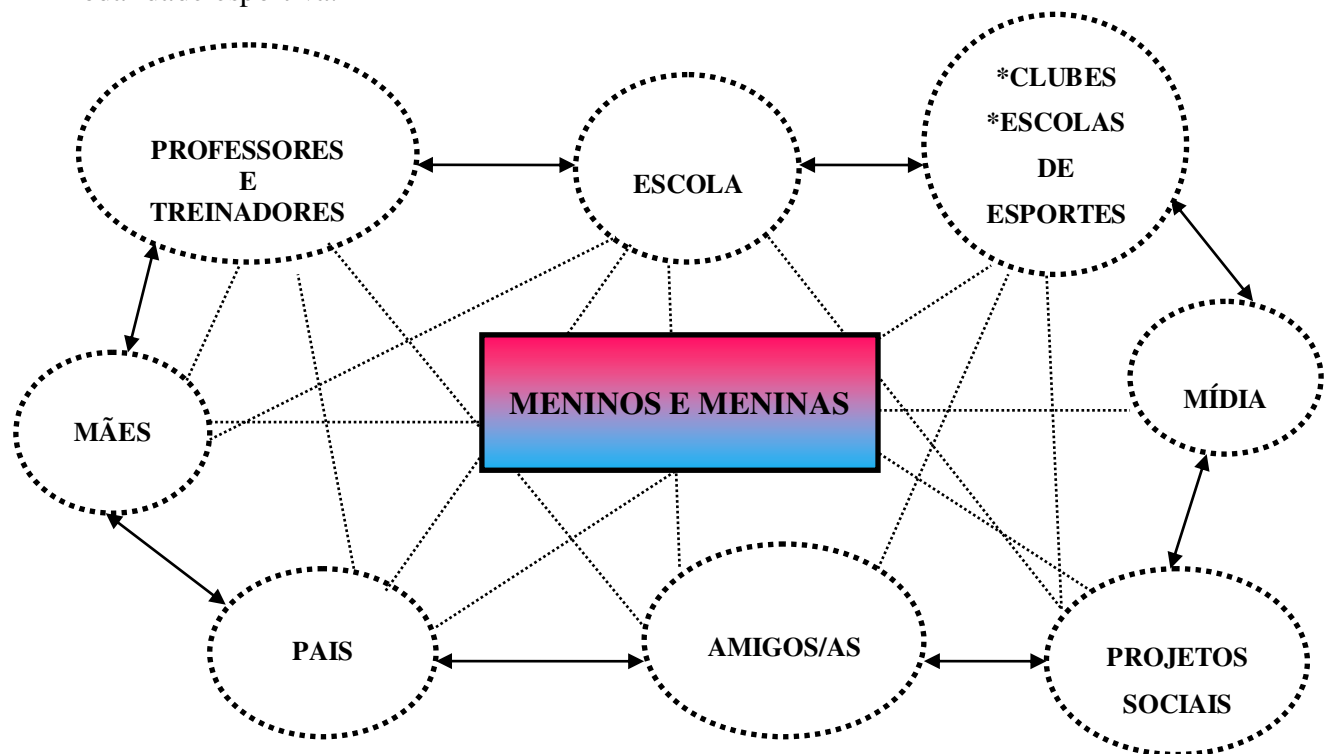 PROFESSORES
E
TREINADORES
ESCOLA
*CLUBES
*ESCOLAS
DE
ESPORTES
MÃES
MENINOS E MENINAS
MÍDIA
PAIS
AMIGOS/AS
PROJETOS
SOCIAIS